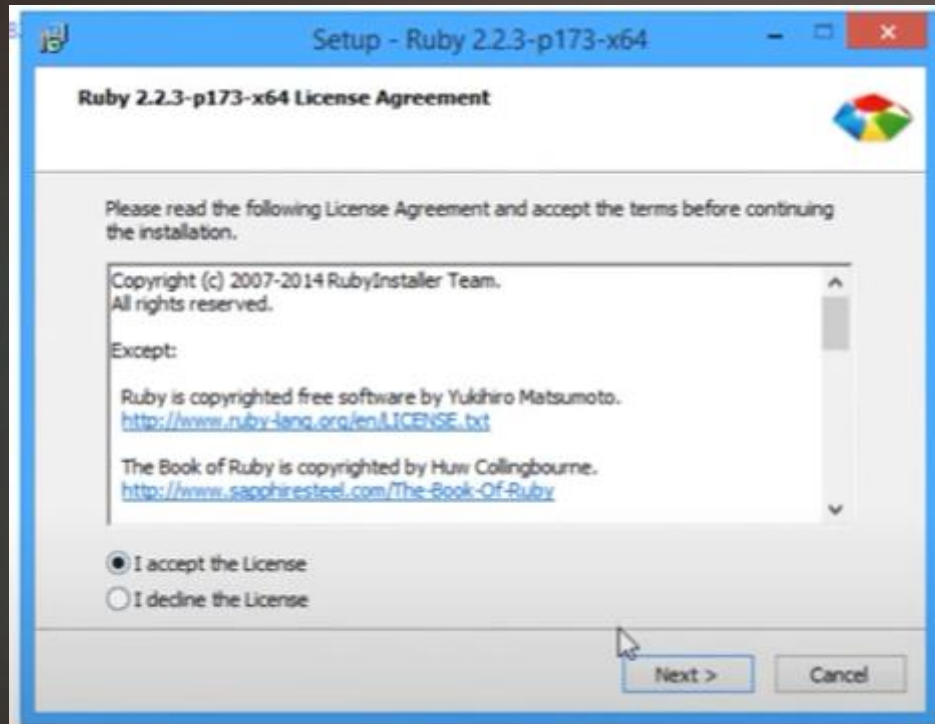 Setup - Ruby 2.2.3-p173-x64
Ruby 2.2.3-p173-x64 License Agreement
Please read the following License Agreement and accept the terms before continuing
the installation.
Copyright (c) 2007-2014 RubyInstaller Team.
All rights reserved.
Except:
Ruby is copyrighted free software by Yukihiro Matsumoto.
http://www.ruby-lang.org/en/LICENSE.txt
The Book of Ruby is copyrighted by Huw Collingbourne.
http://www.sapphiresteel.com/The-Book-Of-Ruby
I accept the License
I decline the License
Next >
Cancel